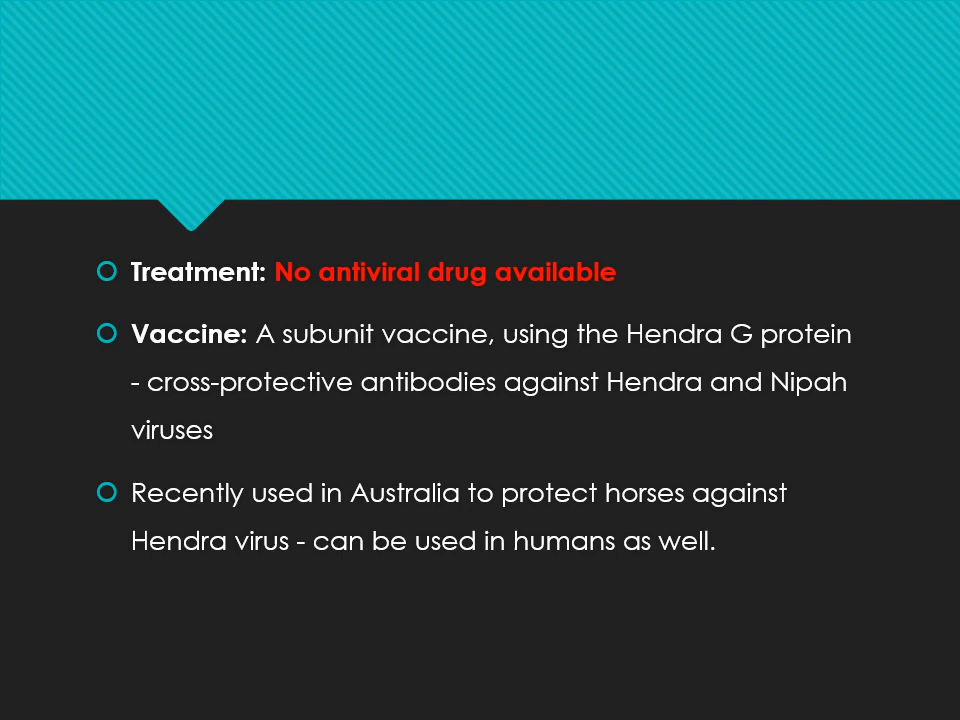 Treatment: No antiviral drug available
Vaccine: A subunit vaccine, using the Hendra G protein
- cross-protective antibodies against Hendra and Nipah
viruses
Recently used in Australia to protect horses against
Hendra virus - can be used in humans as well.